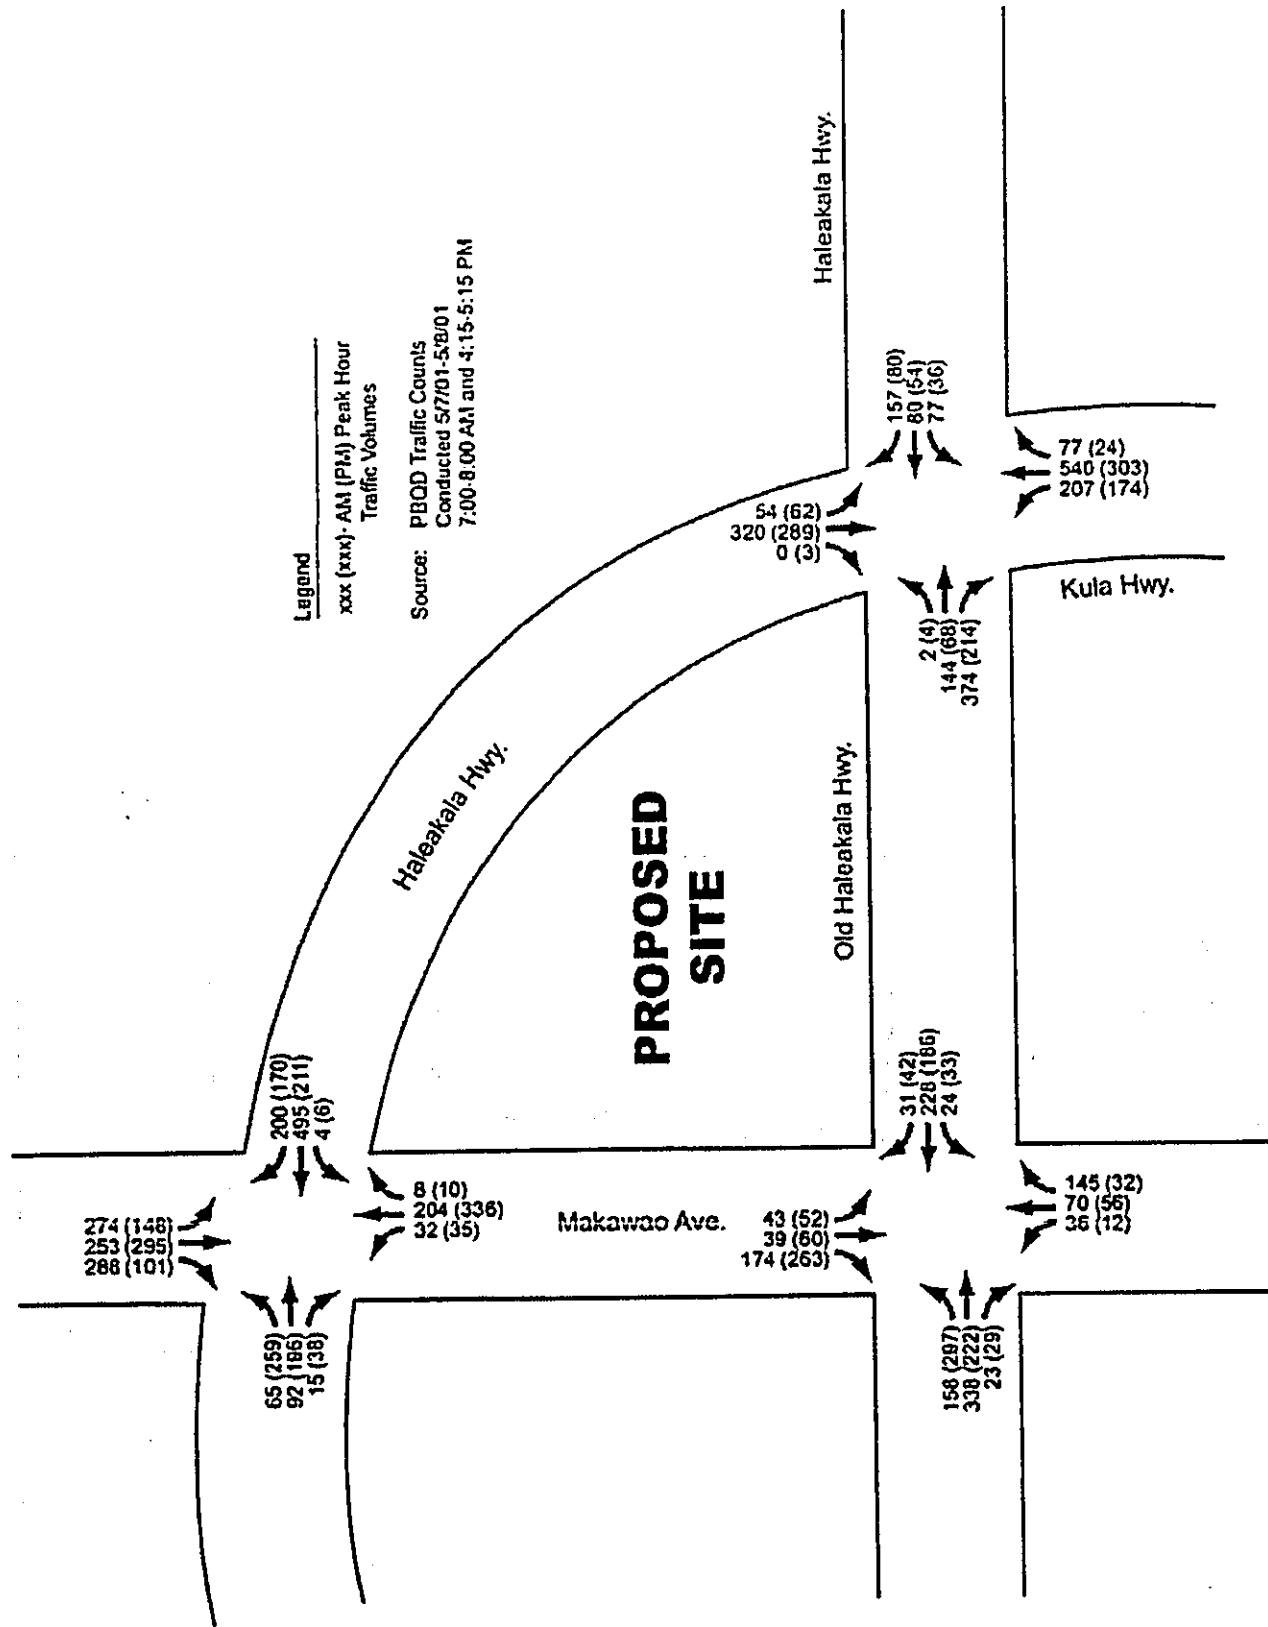 Legend
xxx (xxx)- AM (PM) Peak Hour
Traffic Volumes
Source: PBQD Traffic Counts
Conducted 5/7/01-5/8/01
7:00-8:00 AM and 4:15-5:15 PM
Haleakala Hwy.
157 (80)
80 (54)
77 (36)
77 (24)
540 (303)
207 (174)
54 (62)
320 (289)
0 (3)
2 (4)
144 (68)
374 (214)
Kula Hwy.
Haleakala Hwy.
PROPOSED
SITE
Old Haleakala Hwy.
200 (170)
495 (211)
4 (6)
274 (148)
253 (295)
288 (101)
8 (10)
204 (336)
32 (35)
65 (259)
92 (196)
15 (38)
Makawao Ave.
31 (42)
228 (186)
24 (33)
43 (52)
39 (60)
174 (263)
145 (32)
70 (56)
36 (12)
158 (297)
338 (222)
23 (29)